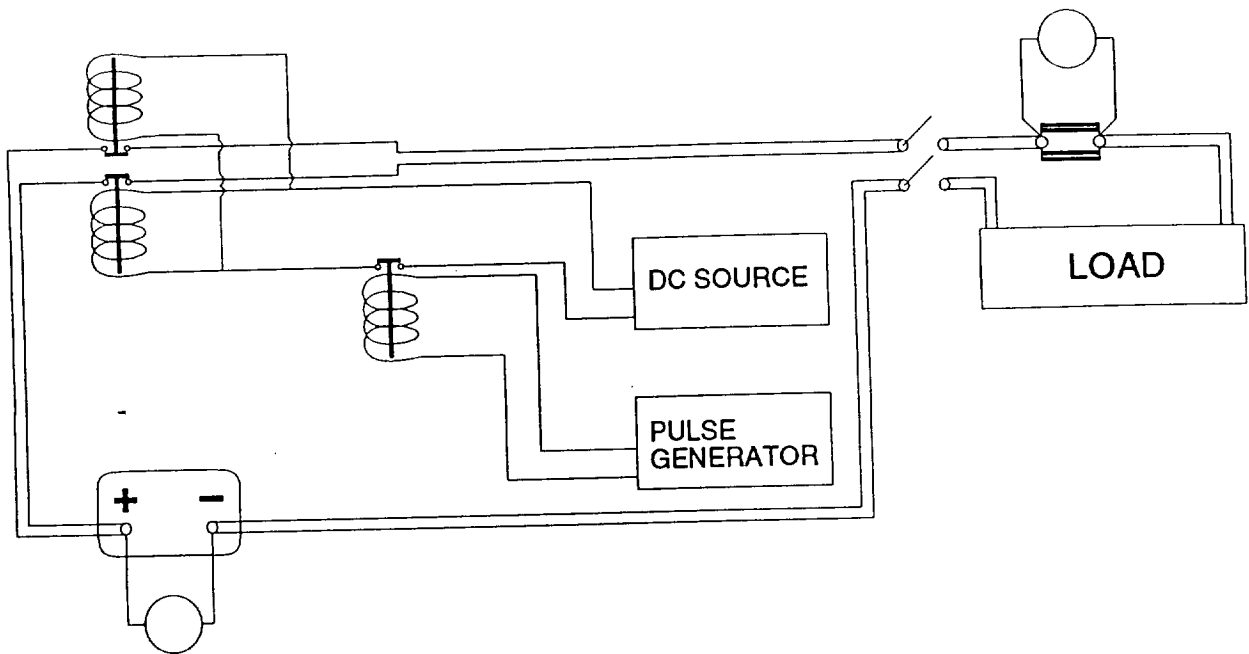 DC SOURCE
LOAD
PULSE
GENERATOR
+ −